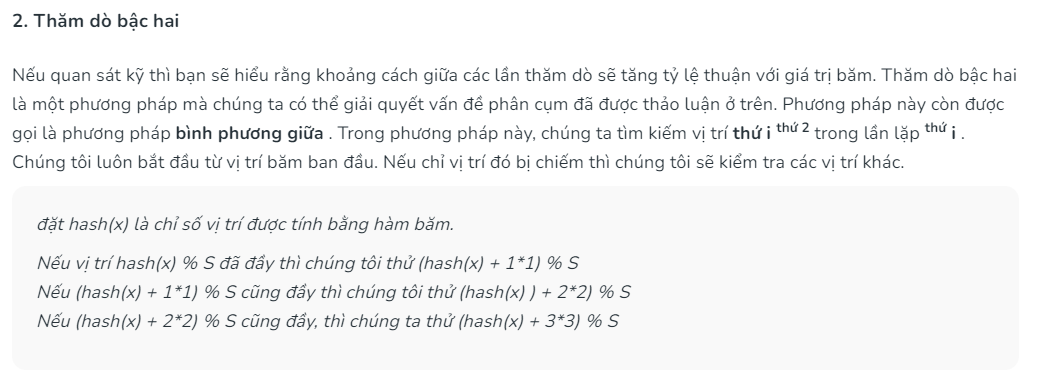 2. Thăm dò bậc hai
Nếu quan sát kỹ thì bạn sẽ hiểu rằng khoảng cách giữa các lần thăm dò sẽ tăng tỷ lệ thuận với giá trị băm. Thăm dò bậc hai
là một phương pháp mà chúng ta có thể giải quyết vấn đề phân cụm đã được thảo luận ở trên. Phương pháp này còn được
gọi là phương pháp bình phương giữa . Trong phương pháp này, chúng ta tìm kiếm vị trí thứ i thứ 2 trong lần lặp thứ i .
Chúng tôi luôn bắt đầu từ vị trí băm ban đầu. Nếu chỉ vị trí đó bị chiếm thì chúng tôi sẽ kiểm tra các vị trí khác.
đặt hash(x) là chỉ số vị trí được tính bằng hàm băm.
Nếu vị trí hash(x) % S đã đầy thì chúng tôi thử (hash(x) + 1*1) % S
Nếu (hash(x) + 1*1) % S cũng đầy thì chúng tôi thử (hash(x) ) + 2*2) % S
Nếu (hash(x) + 2*2) % S cũng đầy, thì chúng ta thử (hash(x) + 3*3) % S